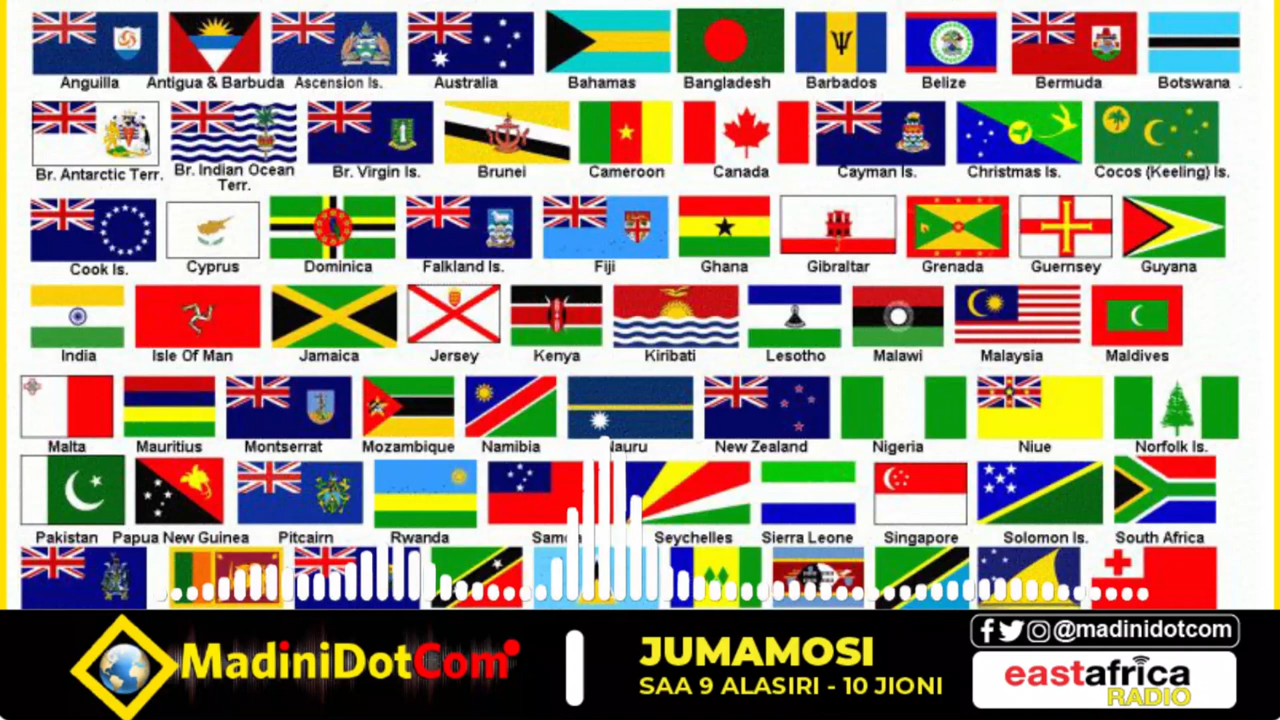 Anguilla Antigua & Barbuda Ascension Is. Australia Bahamas Bangladesh Barbados Belize Bermuda Botswana
Br. Antarctic Terr. Br. Indian Ocean Terr. Br. Virgin Is. Brunei Cameroon Canada Cayman Is. Christmas Is. Cocos (Keeling) Is.
Cook Is. Cyprus Dominica Falkland Is. Fiji Ghana Gibraltar Grenada Guernsey Guyana
India Isle Of Man Jamaica Jersey Kenya Kiribati Lesotho Malawi Malaysia Maldives
Malta Mauritius Montserrat Mozambique Namibia Nauru New Zealand Nigeria Niue Norfolk Is.
Pakistan Papua New Guinea Pitcairn Rwanda Seychelles Sierra Leone Singapore Solomon Is. South Africa
MadiniDotCom
JUMAMOSI
SAA 9 ALASIRI - 10 JIONI
@madinidotcom
eastafrica
RADIO